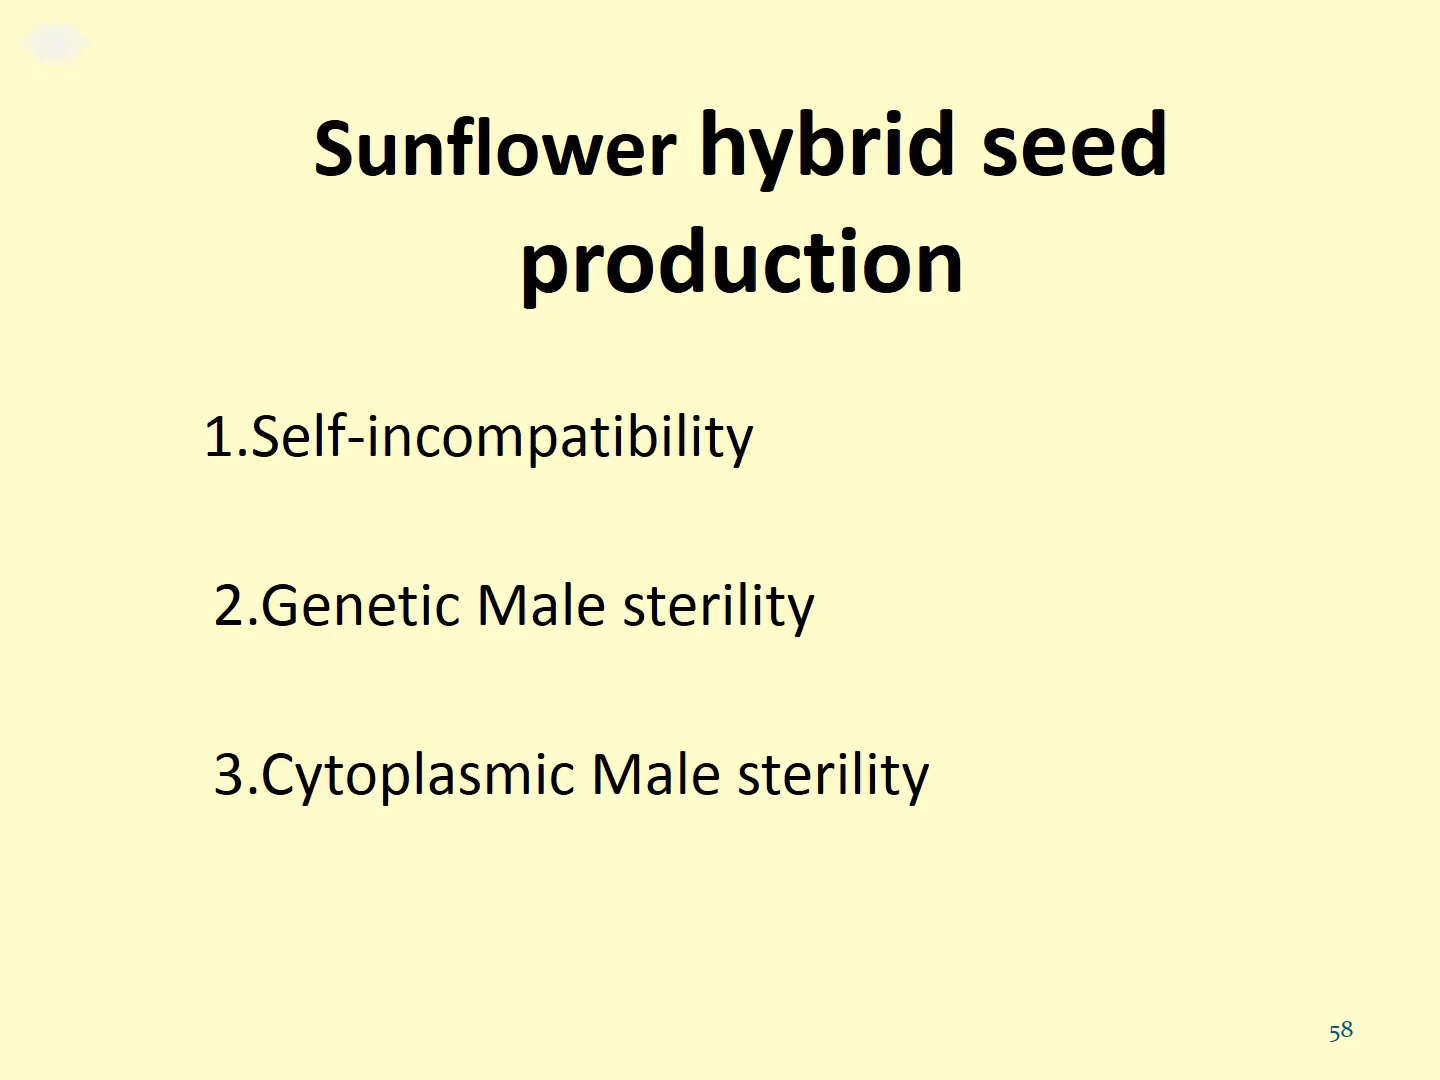 Sunflower hybrid seed
production
1.Self-incompatibility
2.Genetic Male sterility
3.Cytoplasmic Male sterility
58